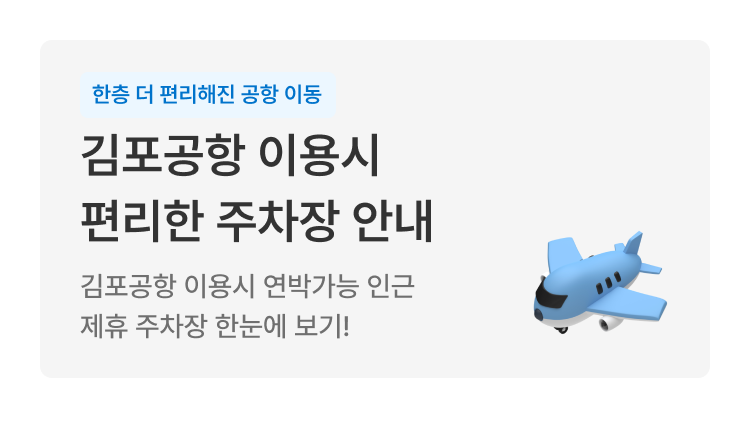 한층 더 편리해진 공항 이동
김포공항 이용시
편리한 주차장 안내
김포공항 이용시 연박가능 인근
제휴 주차장 한눈에 보기!